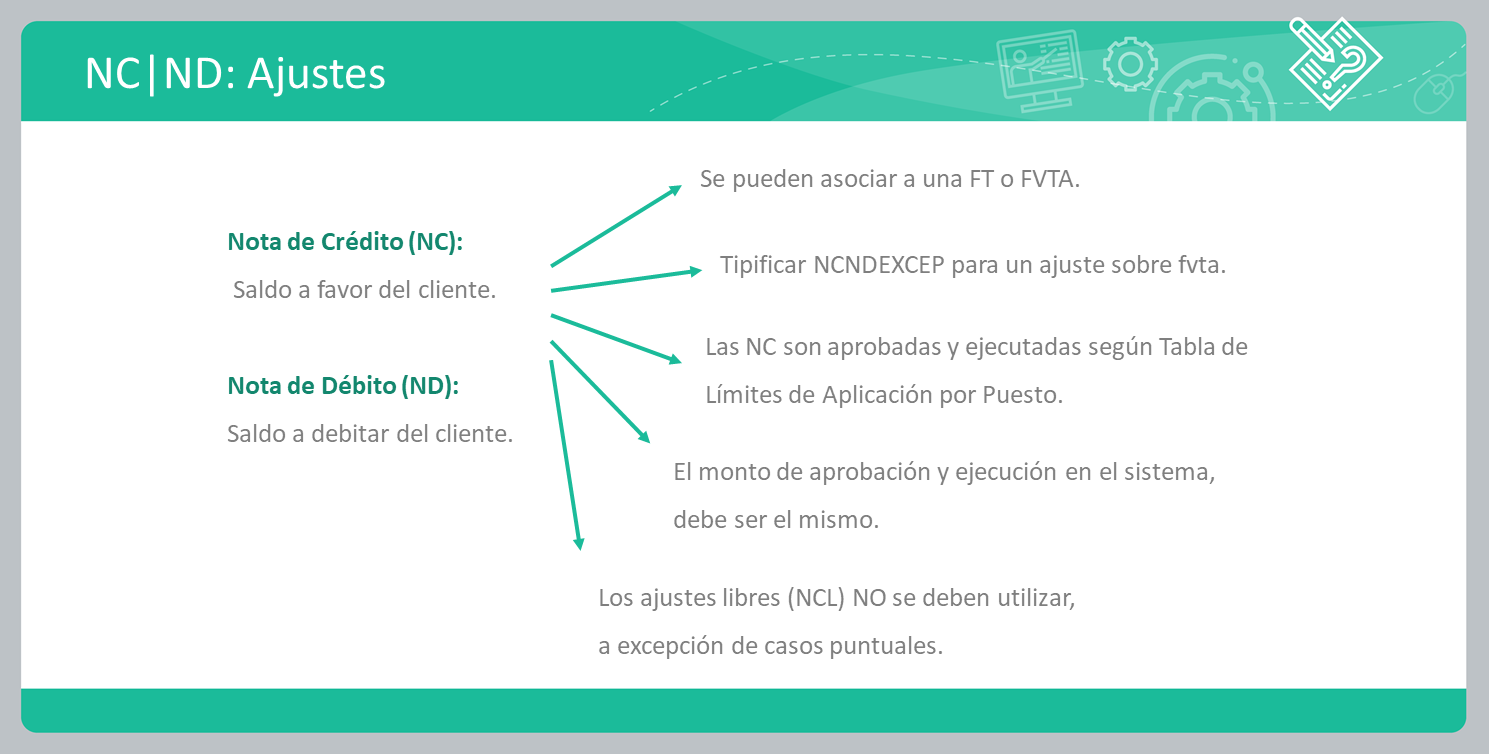 NC|ND: Ajustes
Nota de Crédito (NC):
Saldo a favor del cliente.
Nota de Débito (ND):
Saldo a debitar del cliente.
Se pueden asociar a una FT o FVTA.
Tipificar NCNDEXCEP para un ajuste sobre fvta.
Las NC son aprobadas y ejecutadas según Tabla de
Límites de Aplicación por Puesto.
El monto de aprobación y ejecución en el sistema,
debe ser el mismo.
Los ajustes libres (NCL) NO se deben utilizar,
a excepción de casos puntuales.